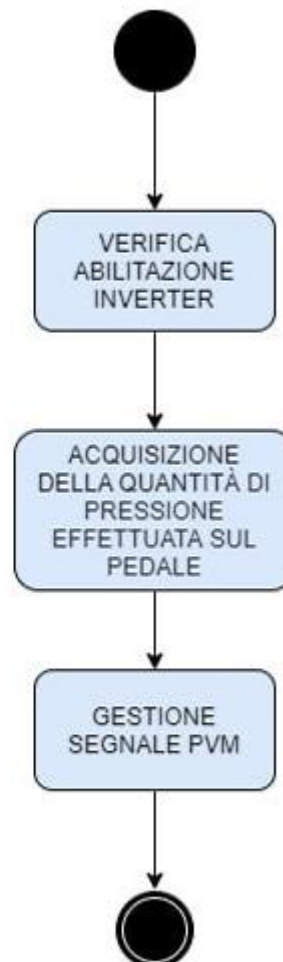 VERIFICA
ABILITAZIONE
INVERTER
ACQUISIZIONE
DELLA QUANTITÀ DI
PRESSIONE
EFFETTUATA SUL
PEDALE
GESTIONE
SEGNALE PVM